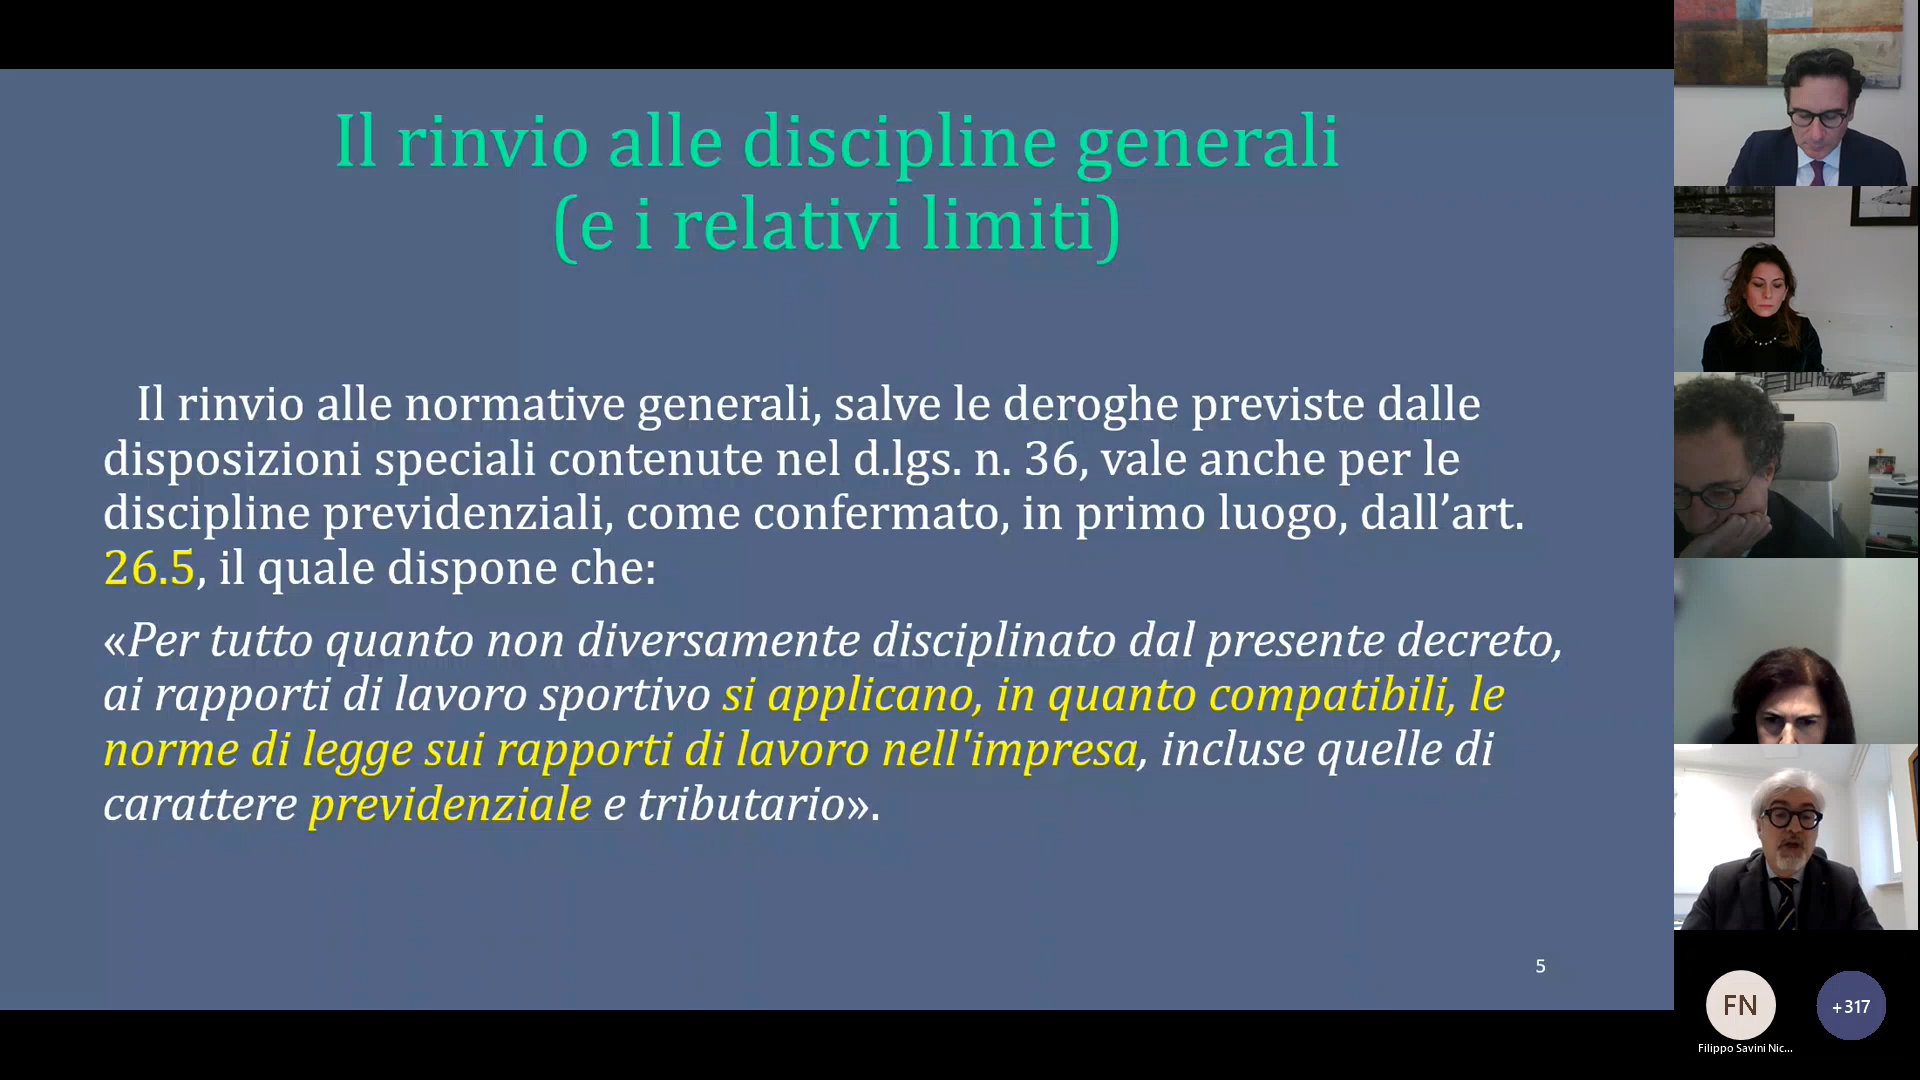 Il rinvio alle discipline generali
(e i relativi limiti)
Il rinvio alle normative generali, salve le deroghe previste dalle
disposizioni speciali contenute nel d.lgs. n. 36, vale anche per le
discipline previdenziali, come confermato, in primo luogo, dall’art.
26.5, il quale dispone che:
«Per tutto quanto non diversamente disciplinato dal presente decreto,
ai rapporti di lavoro sportivo si applicano, in quanto compatibili, le
norme di legge sui rapporti di lavoro nell'impresa, incluse quelle di
carattere previdenziale e tributario».
5
FN
+317
Filippo Savini Nic...